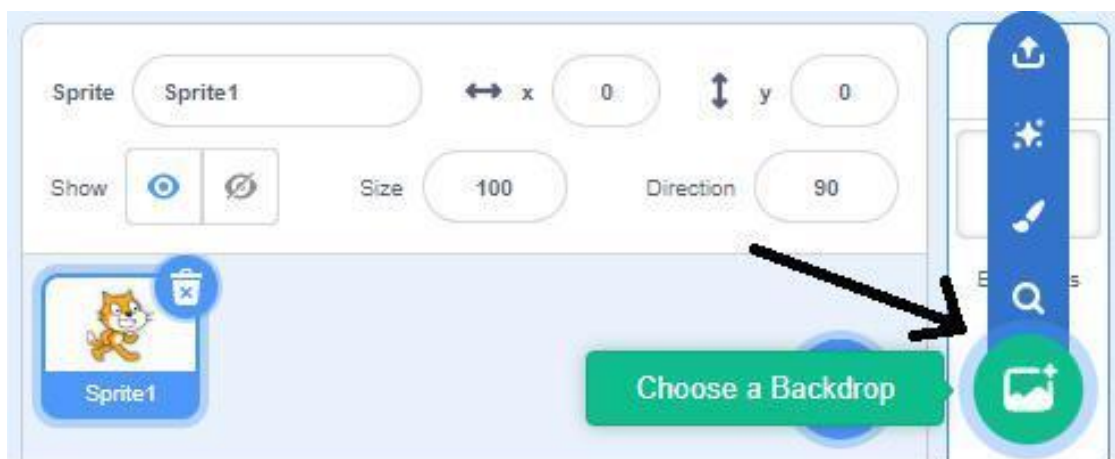 Sprite Sprite1 x 0 y 0
Show Size 100 Direction 90
Sprite1
Choose a Backdrop